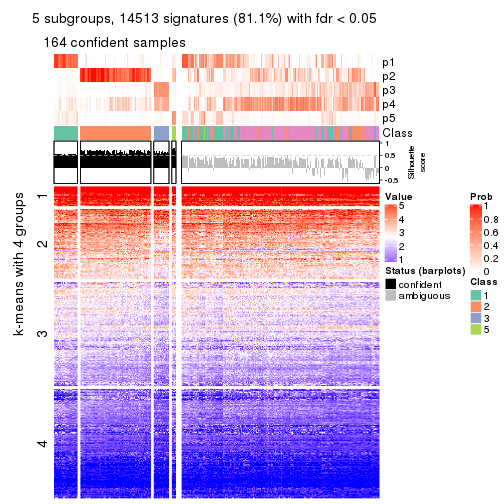 5 subgroups, 14513 signatures (81.1%) with fdr < 0.05
164 confident samples
p1
p2
p3
p4
p5
Class
1
0.5
0
-0.5
Silhouette
score
k-means with 4 groups
1
2
3
4
Value
5
4
3
2
1
Status (barplots)
confident
ambiguous
Prob
1
0.8
0.6
0.4
0.2
0
Class
1
2
3
5